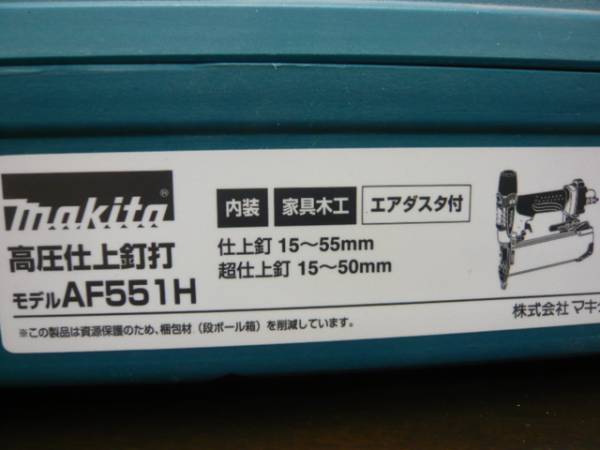 makita®
高圧仕上釘打
モデルAF551H
内装 家具木工 エアダスタ付
仕上釘 15～55mm
超仕上釘 15～50mm
株式会社 マキタ
※この製品は資源保護のため、梱包材（段ボール箱）を削減しています。